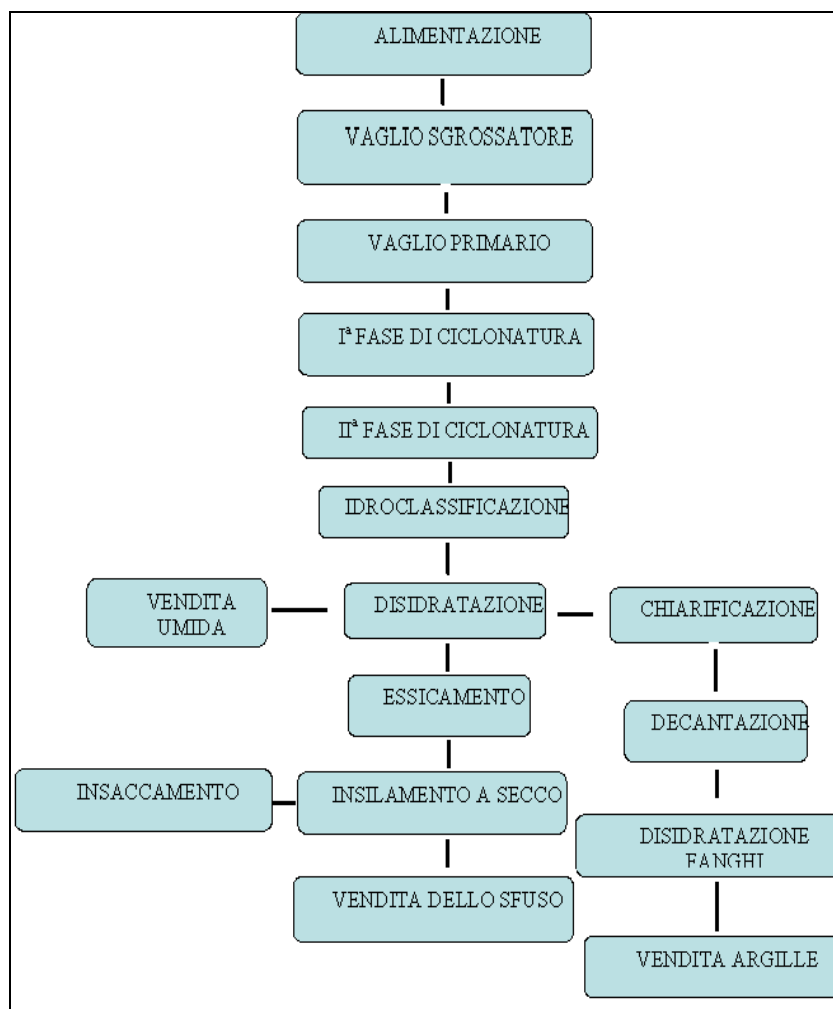 ALIMENTAZIONE
VAGLIO SGROSSATORE
VAGLIO PRIMARIO
Iª FASE DI CICLONATURA
IIª FASE DI CICLONATURA
IDROCLASSIFICAZIONE
VENDITA
UMIDA
DISIDRATAZIONE
CHIARIFICAZIONE
ESSICAMENTO
DECANTAZIONE
INSACCAMENTO
INSILAMENTO A SECCO
DISIDRATAZIONE
FANGHI
VENDITA DELLO SFUSO
VENDITA ARGILLE